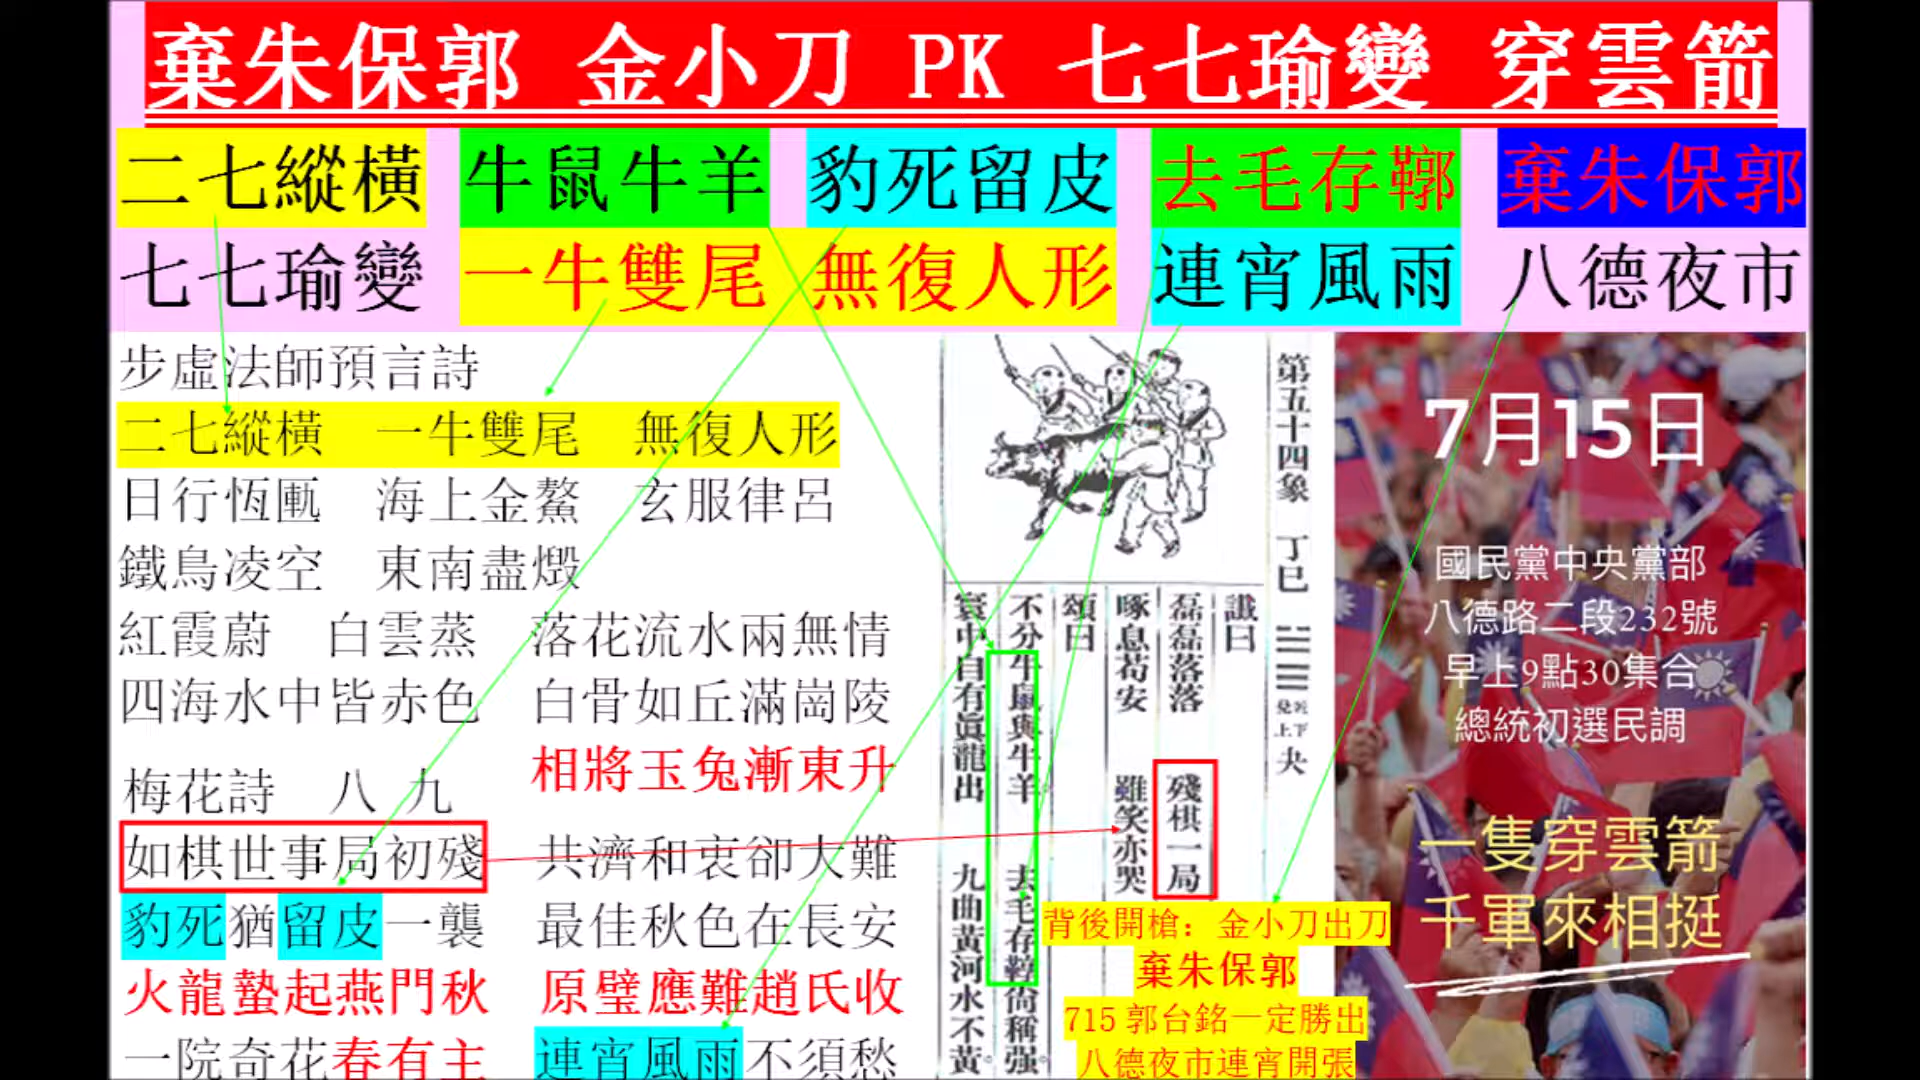 棄朱保郭 金小刀 PK 七七瑜變 穿雲箭
二七縱橫 牛鼠牛羊 豹死留皮 去毛存鞹 棄朱保郭
七七瑜變 一牛雙尾 無復人形 連宵風雨 八德夜市
步虛法師預言詩
二七縱橫 一牛雙尾 無復人形
日行恆 海上金鰲 玄服律呂
鐵鳥凌空 東南盡燬
紅霞蔚 白雲蒸 落花流水兩無情
四海水中皆赤色 白骨如丘滿崗陵
相將玉兔漸東升
梅花詩 八 九
如棋世事局初殘 共濟和衷卻大難
豹死猶留皮一襲 最佳秋色在長安
火龍蟄起燕門秋 原璧應難趙氏收
一院奇花春有主 連宵風雨不須愁
第五十四象 丁巳 兌上 乾下 夬
讖曰
磊磊落落 殘棋一局
啄息苟安 雖笑亦哭
頌曰
不分牛鼠與牛羊 去毛存鞹尚稱强
寰中自有真龍出 九曲黃河水不黃
背後開槍：金小刀出刀
棄朱保郭
715 郭台銘一定勝出
八德夜市連宵開張
7月15日
國民黨中央黨部
八德路二段232號
早上9點30集合
總統初選民調
一隻穿雲箭
千軍來相挺